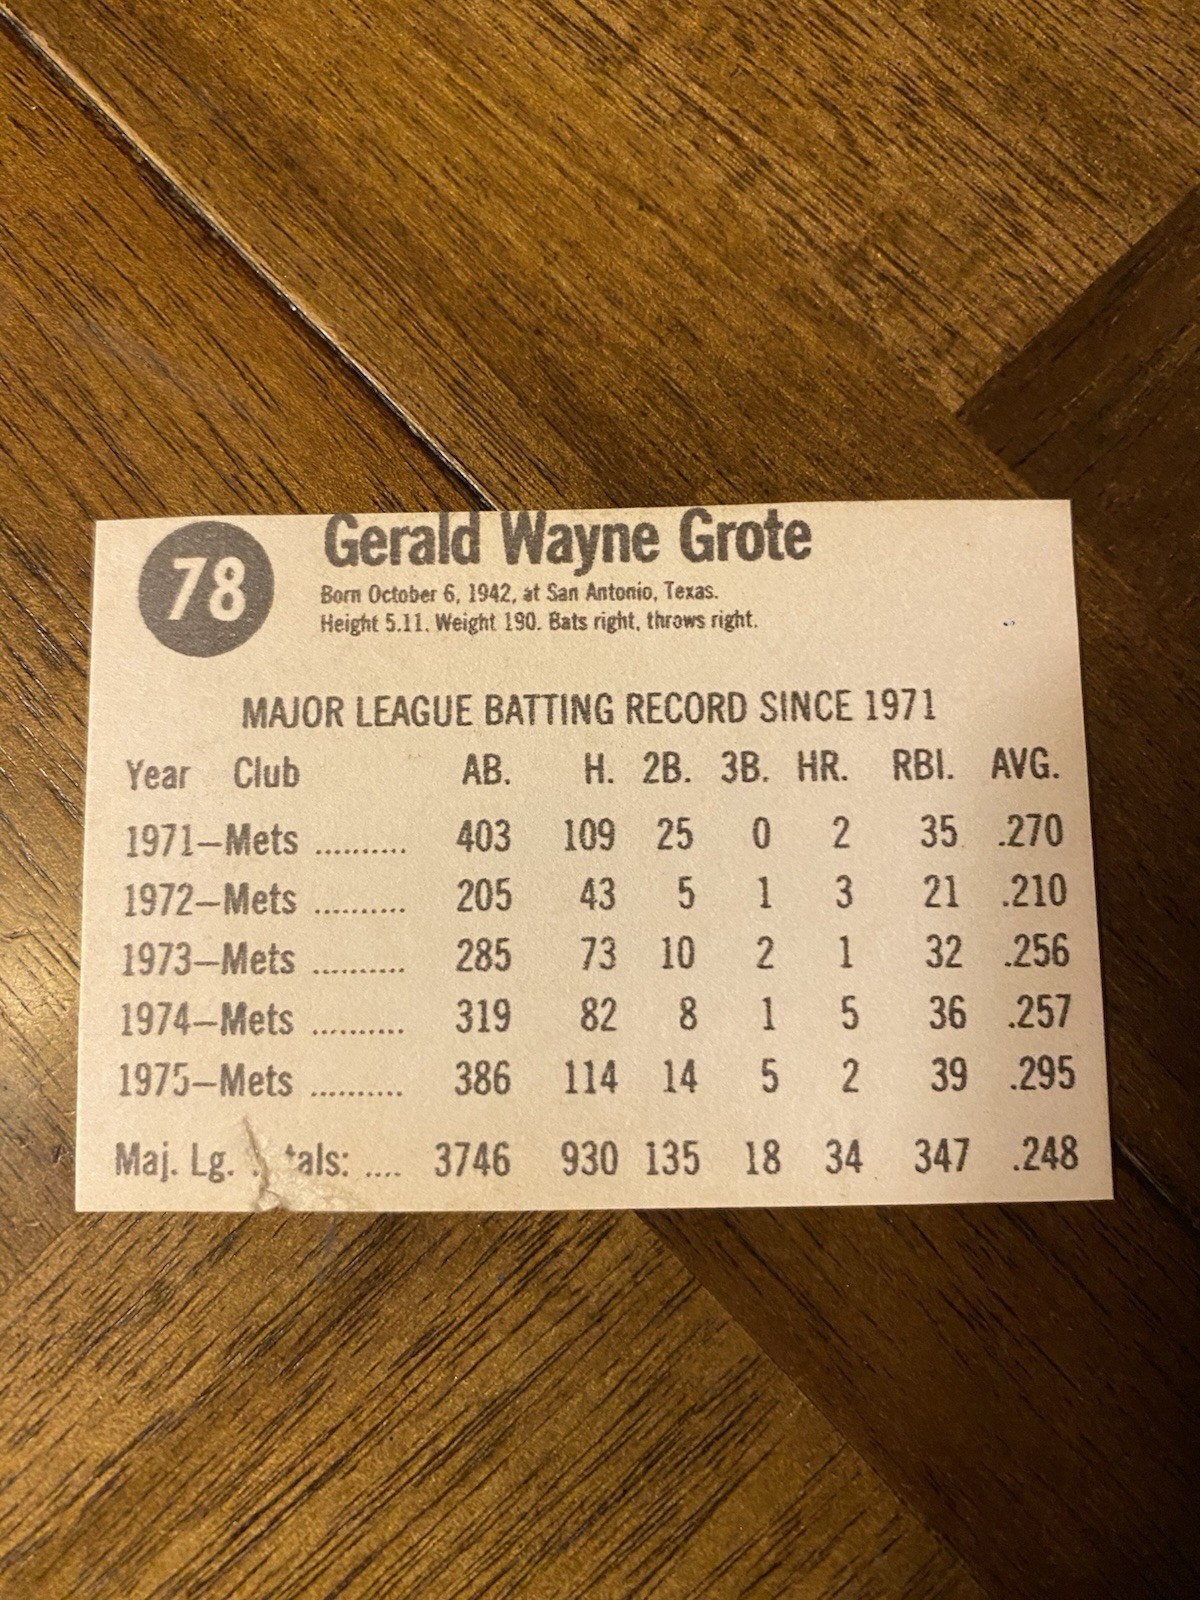 78
Gerald Wayne Grote
Born October 6, 1942, at San Antonio, Texas.
Height 5.11. Weight 190. Bats right, throws right.
MAJOR LEAGUE BATTING RECORD SINCE 1971
Year Club AB. H. 2B. 3B. HR. RBI. AVG.
1971—Mets .......... 403 109 25 0 2 35 .270
1972—Mets .......... 205 43 5 1 3 21 .210
1973—Mets .......... 285 73 10 2 1 32 .256
1974—Mets .......... 319 82 8 1 5 36 .257
1975—Mets .......... 386 114 14 5 2 39 .295
Maj. Lg. tals: .... 3746 930 135 18 34 347 .248